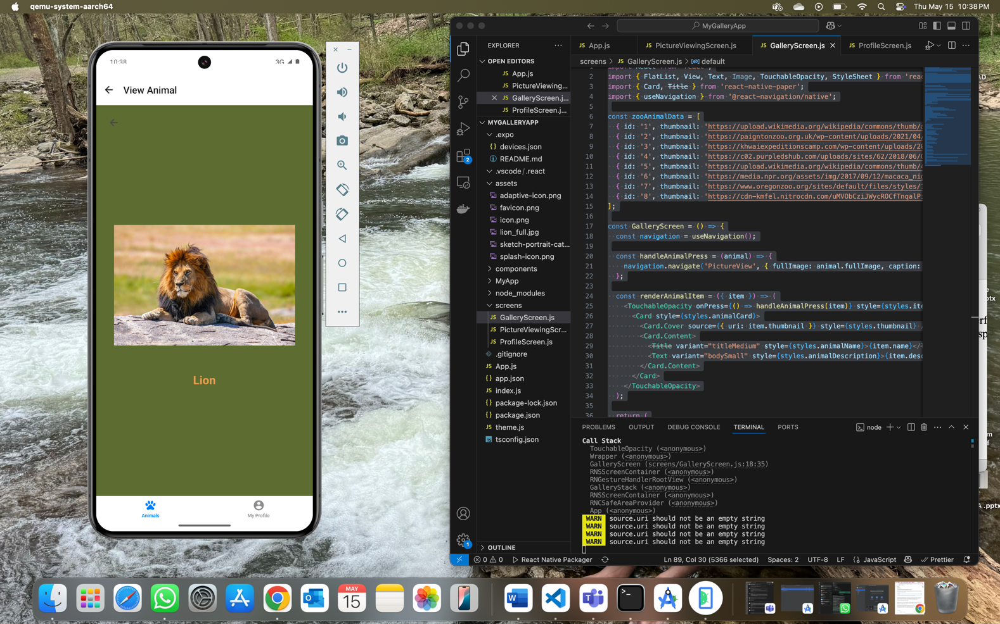 qemu-system-aarch64
Thu May 15 10:38 PM
10:38
3G
View Animal
Lion
Animals
My Profile
MyGalleryApp
EXPLORER
OPEN EDITORS
App.js
PictureViewing...
GalleryScreen.j...
ProfileScreen.j...
MYGALLERYAPP
.expo
devices.json
README.md
.vscode/.react
assets
adaptive-icon.png
favicon.png
icon.png
lion_full.jpg
sketch-portrait-cat...
splash-icon.png
components
MyApp
node_modules
screens
GalleryScreen.js
PictureViewingScr...
ProfileScreen.js
.gitignore
App.js
app.json
index.js
package-lock.json
package.json
theme.js
tsconfig.json
OUTLINE
App.js
PictureViewingScreen.js
GalleryScreen.js
ProfileScreen.js
screens > GalleryScreen.js > default
2 import { FlatList, View, Text, Image, TouchableOpacity, StyleSheet } from 'reac
3 import { Card, Title } from 'react-native-paper';
4 import { useNavigation } from '@react-navigation/native';
5
6 const zooAnimalData = [
7 { id: '1', thumbnail: 'https://upload.wikimedia.org/wikipedia/commons/thumb/
8 { id: '2', thumbnail: 'https://paigntonzoo.org.uk/wp-content/uploads/2021/04
9 { id: '3', thumbnail: 'https://khwaiexpeditionscamp.com/wp-content/uploads/20
10 { id: '4', thumbnail: 'https://c02.purpledshub.com/uploads/sites/62/2018/06/
11 { id: '5', thumbnail: 'https://upload.wikimedia.org/wikipedia/commons/thumb/
12 { id: '6', thumbnail: 'https://media.npr.org/assets/img/2017/09/12/macaca_ni
13 { id: '7', thumbnail: 'https://www.oregonzoo.org/sites/default/files/styles/
14 { id: '8', thumbnail: 'https://cdn-kmfel.nitrocdn.com/uMVObCziJWycROCfTnqalP
15 ];
16
17 const GalleryScreen = () => {
18 const navigation = useNavigation();
19
20 const handleAnimalPress = (animal) => {
21 navigation.navigate('PictureView', { fullImage: animal.fullImage, caption:
22 };
23
24 const renderAnimalItem = ({ item }) => (
25 <TouchableOpacity onPress={() => handleAnimalPress(item)} style={styles.ite
26 <Card style={styles.animalCard}>
27 <Card.Cover source={{ uri: item.thumbnail }} style={styles.thumbnail} /
28 <Card.Content>
29 <Title variant="titleMedium" style={styles.animalName}>{item.name}</
30 <Text variant="bodySmall" style={styles.animalDescription}>{item.desc
31 </Card.Content>
32 </Card>
33 </TouchableOpacity>
34 );
35
36 return (
PROBLEMS OUTPUT DEBUG CONSOLE TERMINAL PORTS
node
Call Stack
TouchableOpacity (<anonymous>)
Wrapper (<anonymous>)
GalleryScreen (screens/GalleryScreen.js:18:35)
RNSScreenContainer (<anonymous>)
RNGestureHandlerRootView (<anonymous>)
GalleryStack (<anonymous>)
RNSScreenContainer (<anonymous>)
RNCSafeAreaProvider (<anonymous>)
App (<anonymous>)
WARN source.uri should not be an empty string
WARN source.uri should not be an empty string
WARN source.uri should not be an empty string
WARN source.uri should not be an empty string
0 0 React Native Packager Ln 89, Col 30 (5366 selected) Spaces: 2 UTF-8 LF JavaScript Prettier
MAY
15